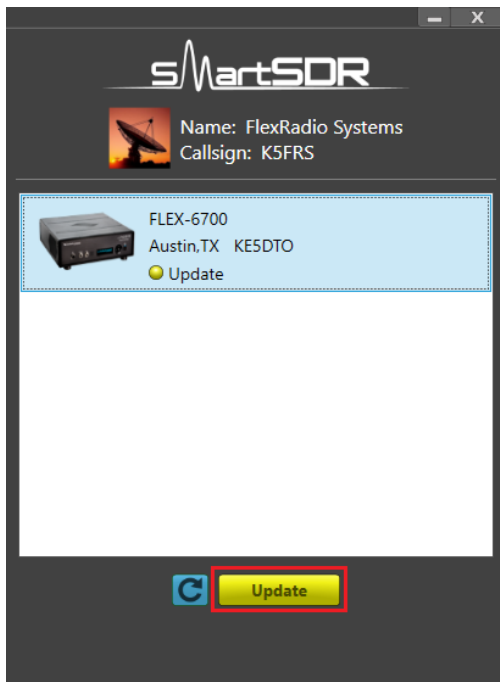 smartSDR
Name: FlexRadio Systems
Callsign: K5FRS
FLEX-6700
Austin,TX KE5DTO
Update
Update